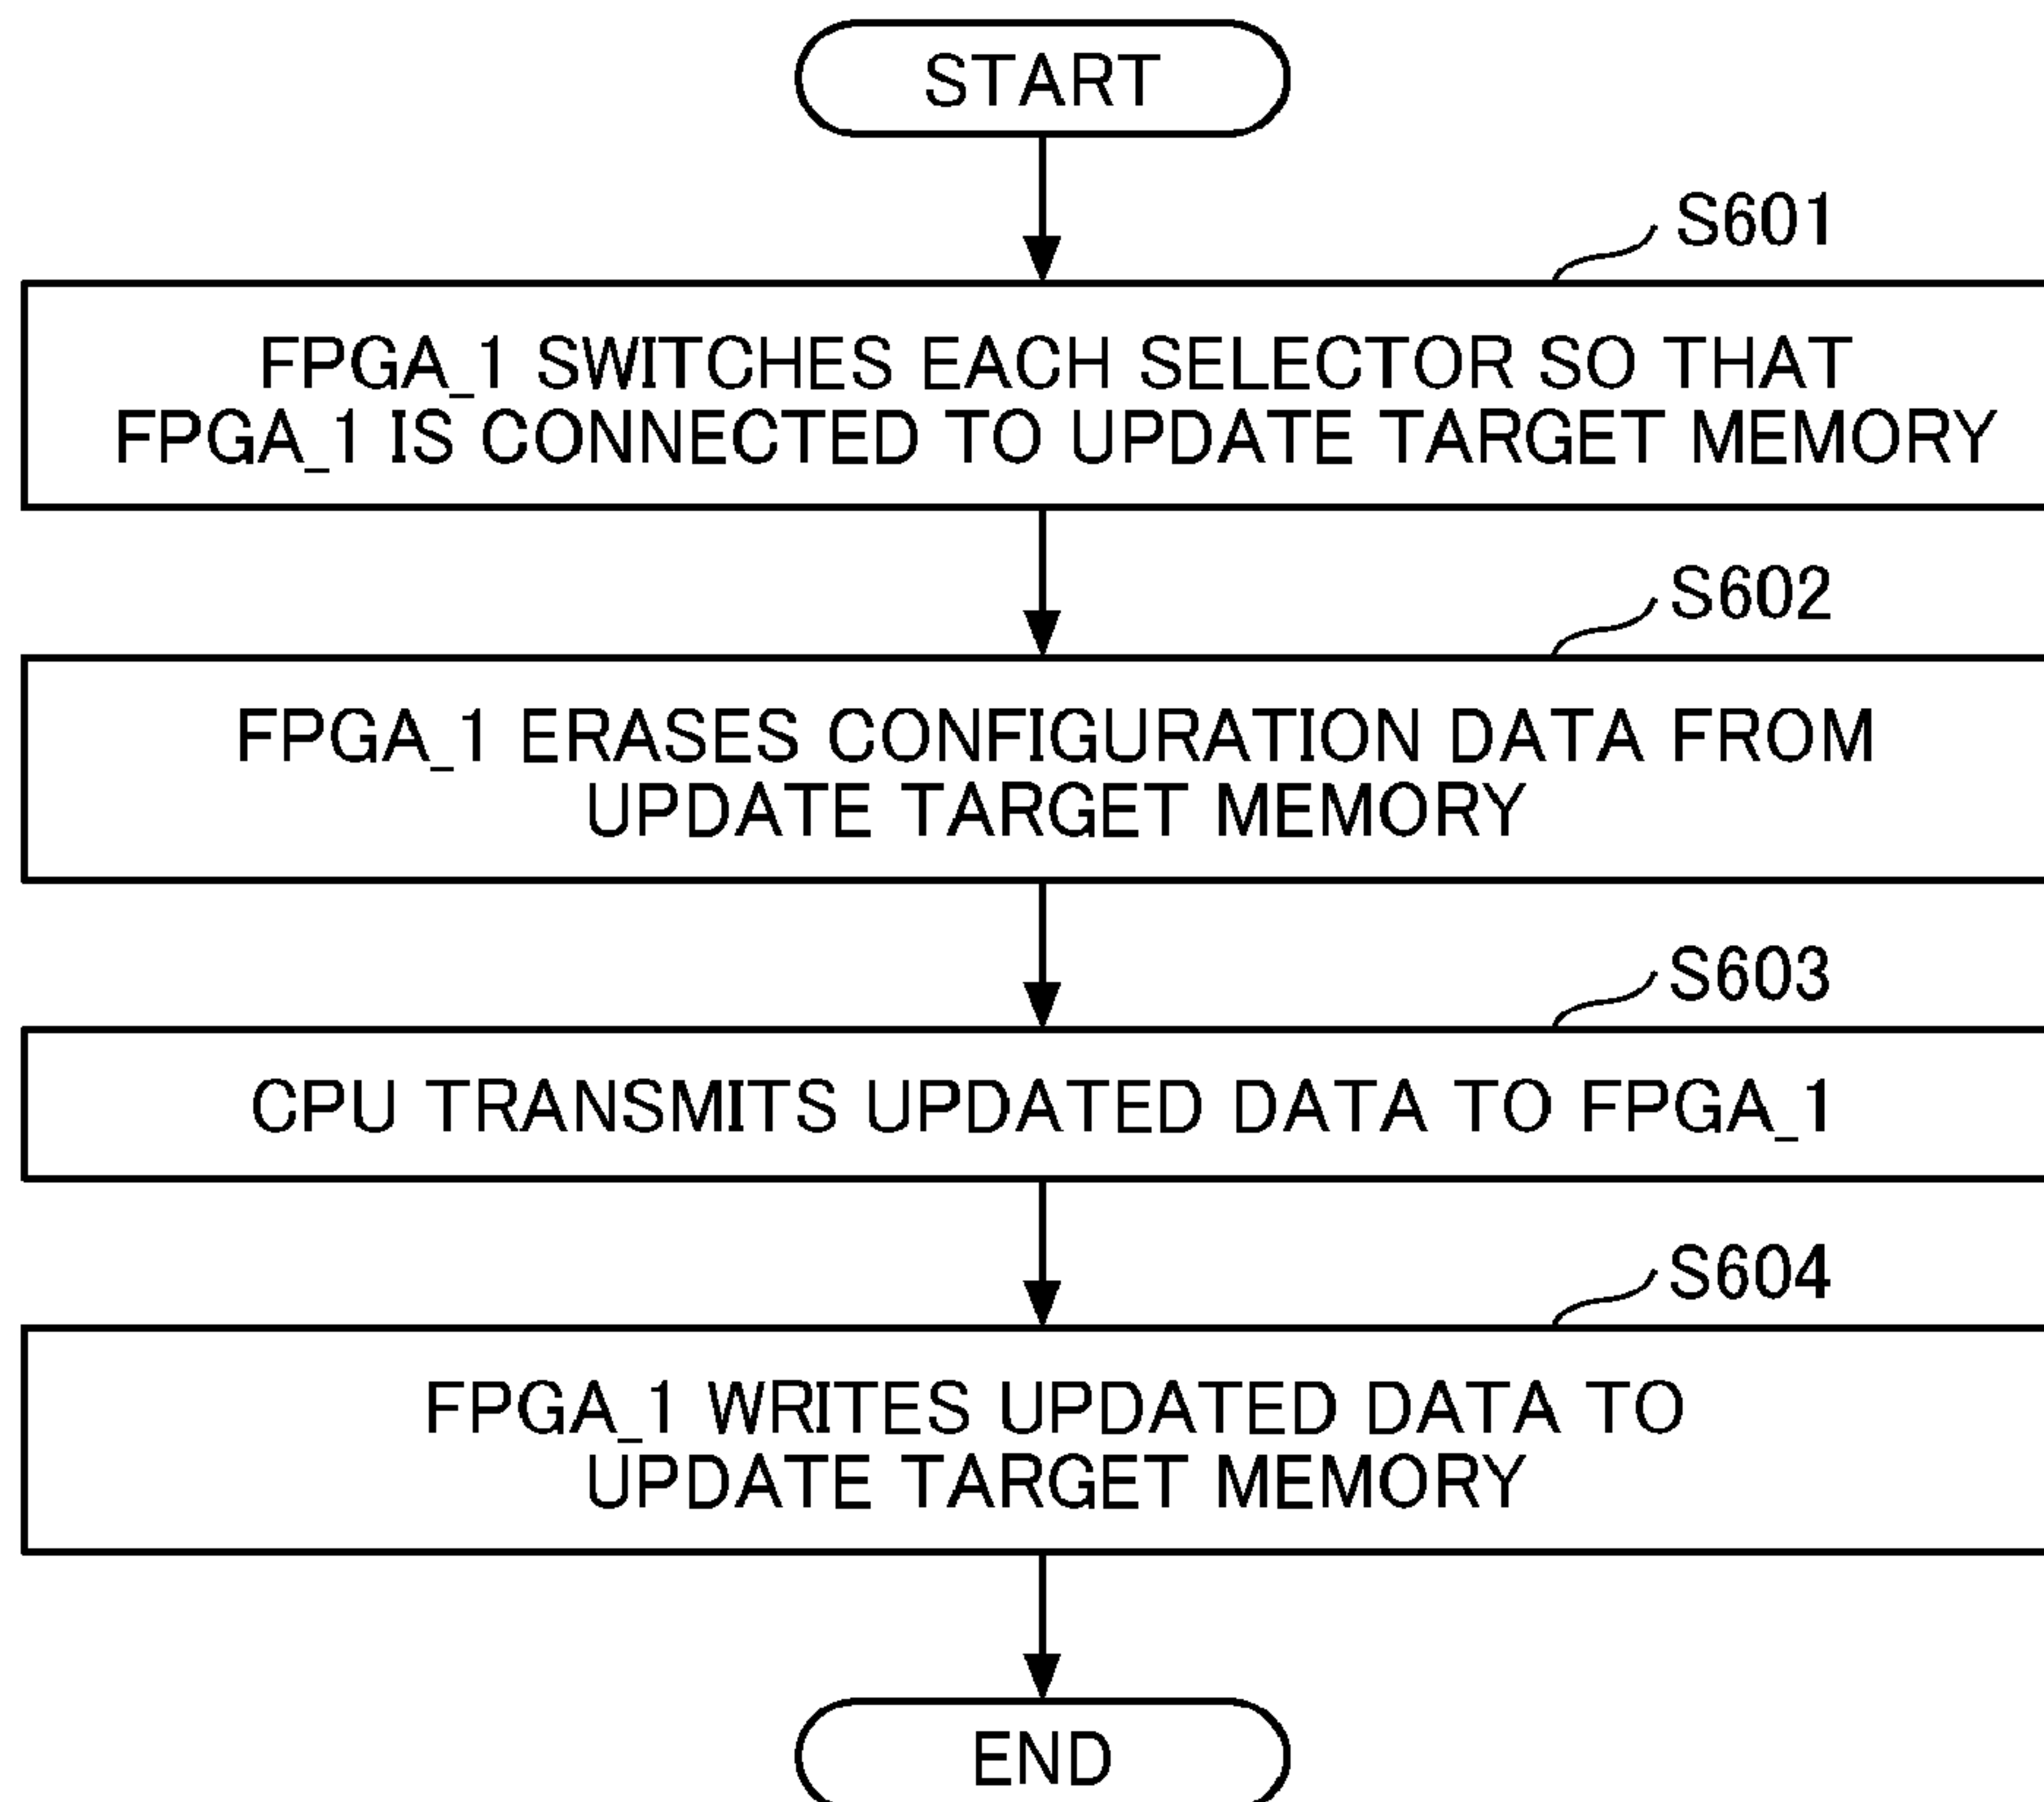 START
S601
FPGA_1 SWITCHES EACH SELECTOR SO THAT
FPGA_1 IS CONNECTED TO UPDATE TARGET MEMORY
S602
FPGA_1 ERASES CONFIGURATION DATA FROM
UPDATE TARGET MEMORY
S603
CPU TRANSMITS UPDATED DATA TO FPGA_1
S604
FPGA_1 WRITES UPDATED DATA TO
UPDATE TARGET MEMORY
END